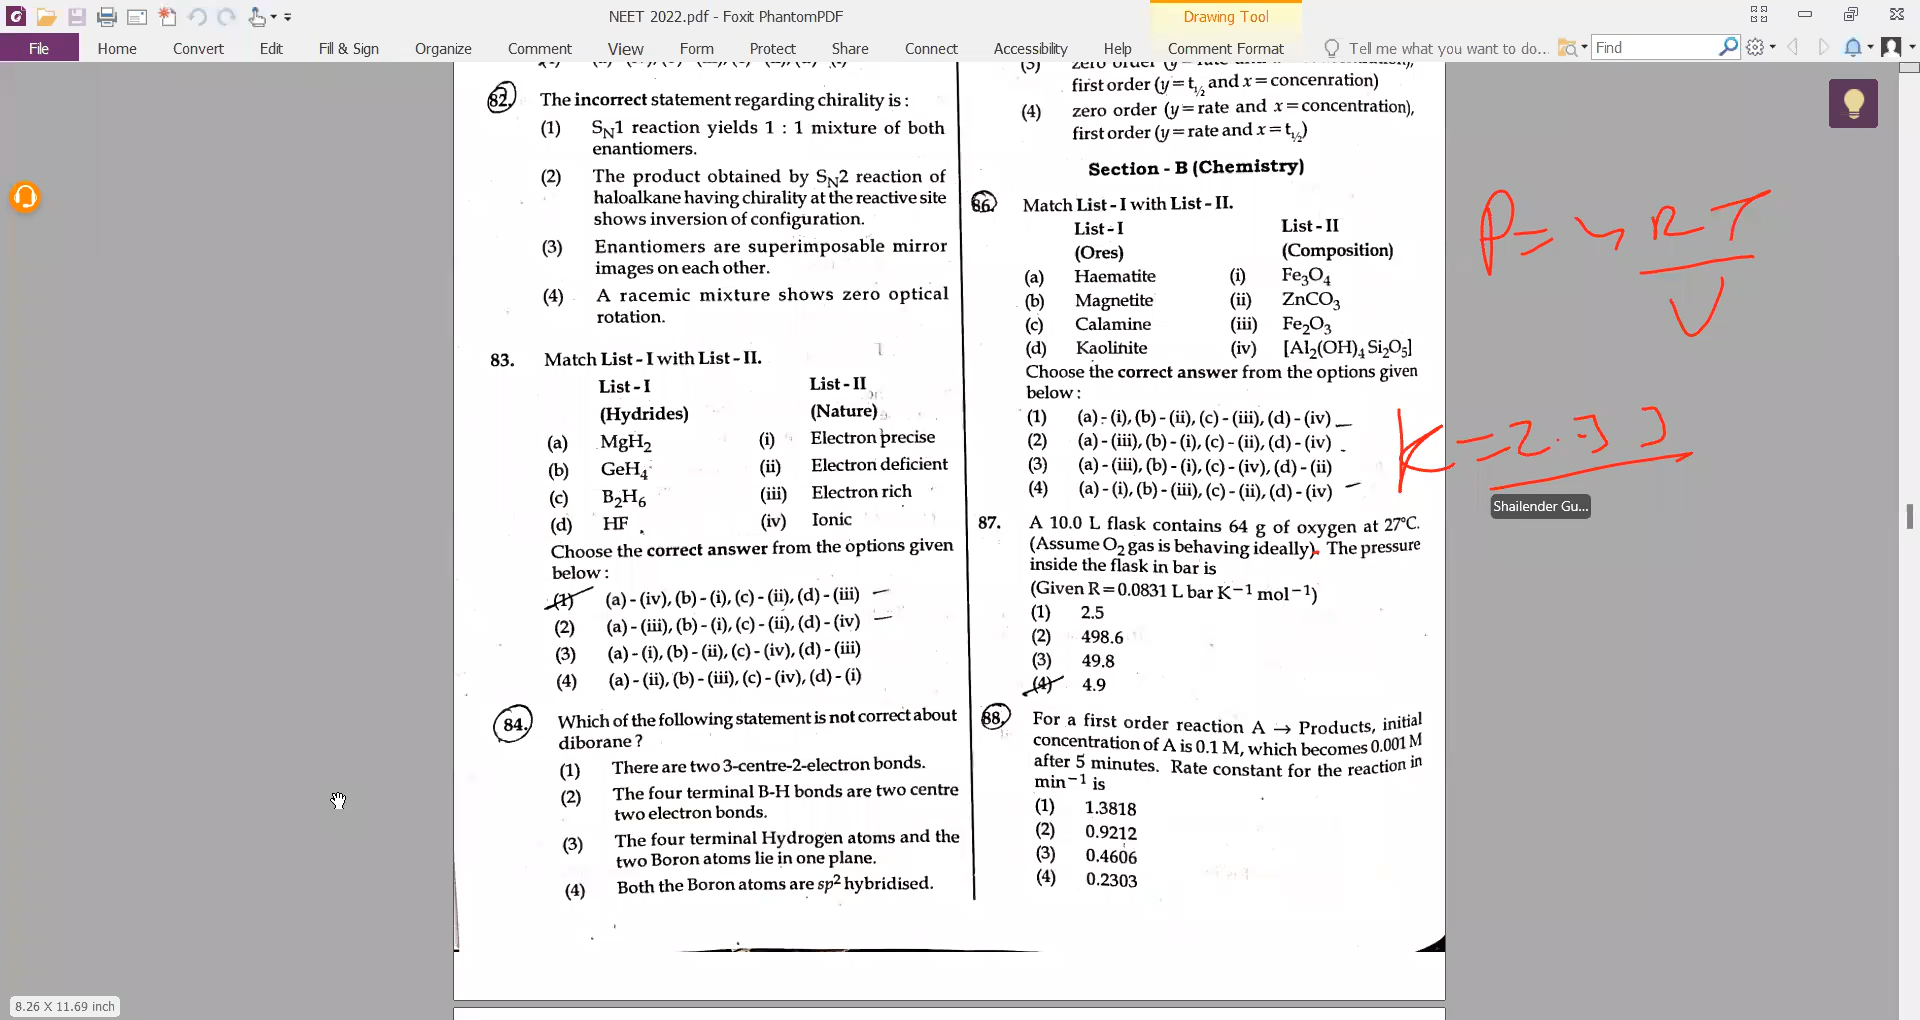 NEET 2022.pdf - Foxit PhantomPDF
Drawing Tool
File Home Convert Edit Fill & Sign Organize Comment View Form Protect Share Connect Accessibility Help Comment Format Tell me what you want to do... Find
82. The incorrect statement regarding chirality is :
(1) SN1 reaction yields 1 : 1 mixture of both
enantiomers.
(2) The product obtained by SN2 reaction of
haloalkane having chirality at the reactive site
shows inversion of configuration.
(3) Enantiomers are superimposable mirror
images on each other.
(4) A racemic mixture shows zero optical
rotation.
83. Match List - I with List - II.
List - I List - II
(Hydrides) (Nature)
(a) MgH2 (i) Electron precise
(b) GeH4 (ii) Electron deficient
(c) B2H6 (iii) Electron rich
(d) HF (iv) Ionic
Choose the correct answer from the options given
below :
(1) (a) - (iv), (b) - (i), (c) - (ii), (d) - (iii)
(2) (a) - (iii), (b) - (i), (c) - (ii), (d) - (iv)
(3) (a) - (i), (b) - (ii), (c) - (iv), (d) - (iii)
(4) (a) - (ii), (b) - (iii), (c) - (iv), (d) - (i)
84. Which of the following statement is not correct about
diborane ?
(1) There are two 3-centre-2-electron bonds.
(2) The four terminal B-H bonds are two centre
two electron bonds.
(3) The four terminal Hydrogen atoms and the
two Boron atoms lie in one plane.
(4) Both the Boron atoms are sp2 hybridised.
first order (y = t1/2 and x = concenration)
(4) zero order (y = rate and x = concentration),
first order (y = rate and x = t1/2)
Section - B (Chemistry)
86. Match List - I with List - II.
List - I List - II
(Ores) (Composition)
(a) Haematite (i) Fe3O4
(b) Magnetite (ii) ZnCO3
(c) Calamine (iii) Fe2O3
(d) Kaolinite (iv) [Al2(OH)4 Si2O5]
Choose the correct answer from the options given
below :
(1) (a) - (i), (b) - (ii), (c) - (iii), (d) - (iv)
(2) (a) - (iii), (b) - (i), (c) - (ii), (d) - (iv)
(3) (a) - (iii), (b) - (i), (c) - (iv), (d) - (ii)
(4) (a) - (i), (b) - (iii), (c) - (ii), (d) - (iv)
87. A 10.0 L flask contains 64 g of oxygen at 27°C.
(Assume O2 gas is behaving ideally). The pressure
inside the flask in bar is
(Given R = 0.0831 L bar K−1 mol−1)
(1) 2.5
(2) 498.6
(3) 49.8
(4) 4.9
88. For a first order reaction A → Products, initial
concentration of A is 0.1 M, which becomes 0.001 M
after 5 minutes. Rate constant for the reaction in
min−1 is
(1) 1.3818
(2) 0.9212
(3) 0.4606
(4) 0.2303
P = n RT
V
K = 2.33
Shailender Gu...
8.26 X 11.69 inch